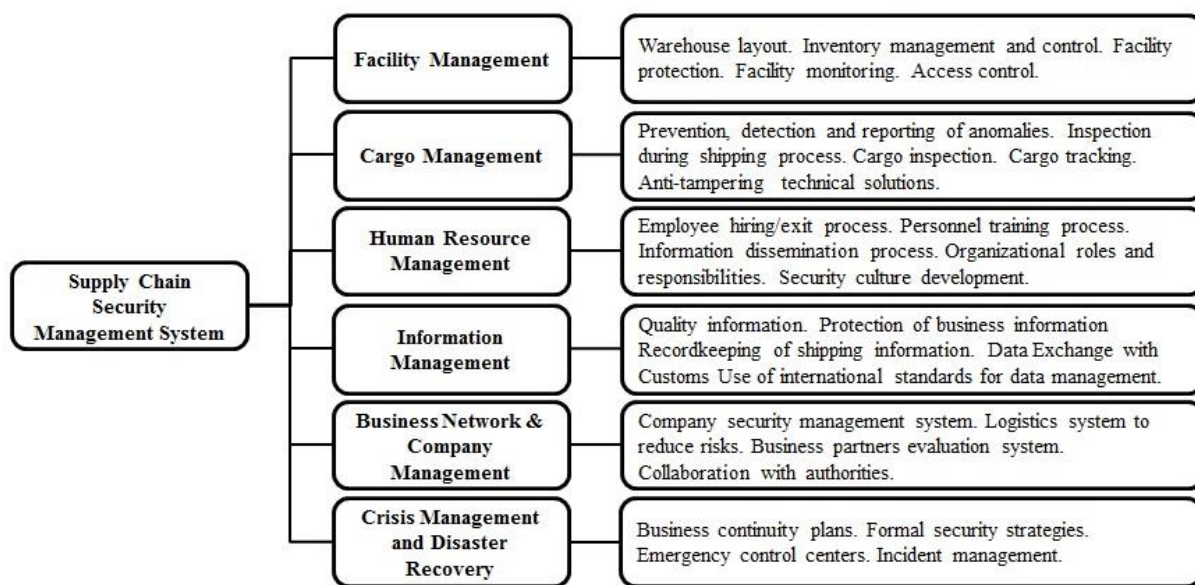 Supply Chain
Security
Management System
Facility Management
Warehouse layout. Inventory management and control. Facility
protection. Facility monitoring. Access control.
Cargo Management
Prevention, detection and reporting of anomalies. Inspection
during shipping process. Cargo inspection. Cargo tracking.
Anti-tampering technical solutions.
Human Resource
Management
Employee hiring/exit process. Personnel training process.
Information dissemination process. Organizational roles and
responsibilities. Security culture development.
Information
Management
Quality information. Protection of business information
Recordkeeping of shipping information. Data Exchange with
Customs Use of international standards for data management.
Business Network &
Company
Management
Company security management system. Logistics system to
reduce risks. Business partners evaluation system.
Collaboration with authorities.
Crisis Management
and Disaster
Recovery
Business continuity plans. Formal security strategies.
Emergency control centers. Incident management.